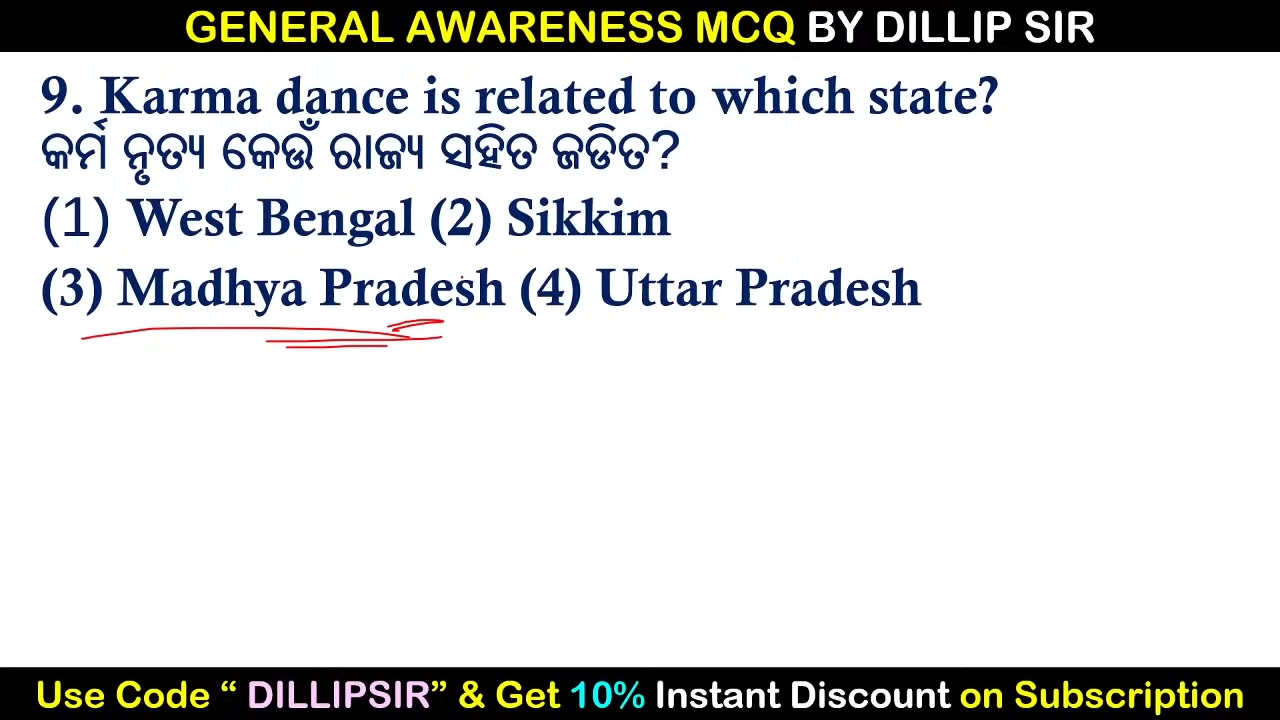 GENERAL AWARENESS MCQ BY DILLIP SIR
9. Karma dance is related to which state?
କର୍ମ ନୃତ୍ୟ କେଉଁ ରାଜ୍ୟ ସହିତ ଜଡିତ?
(1) West Bengal (2) Sikkim
(3) Madhya Pradesh (4) Uttar Pradesh
Use Code “ DILLIPSIR” & Get 10% Instant Discount on Subscription